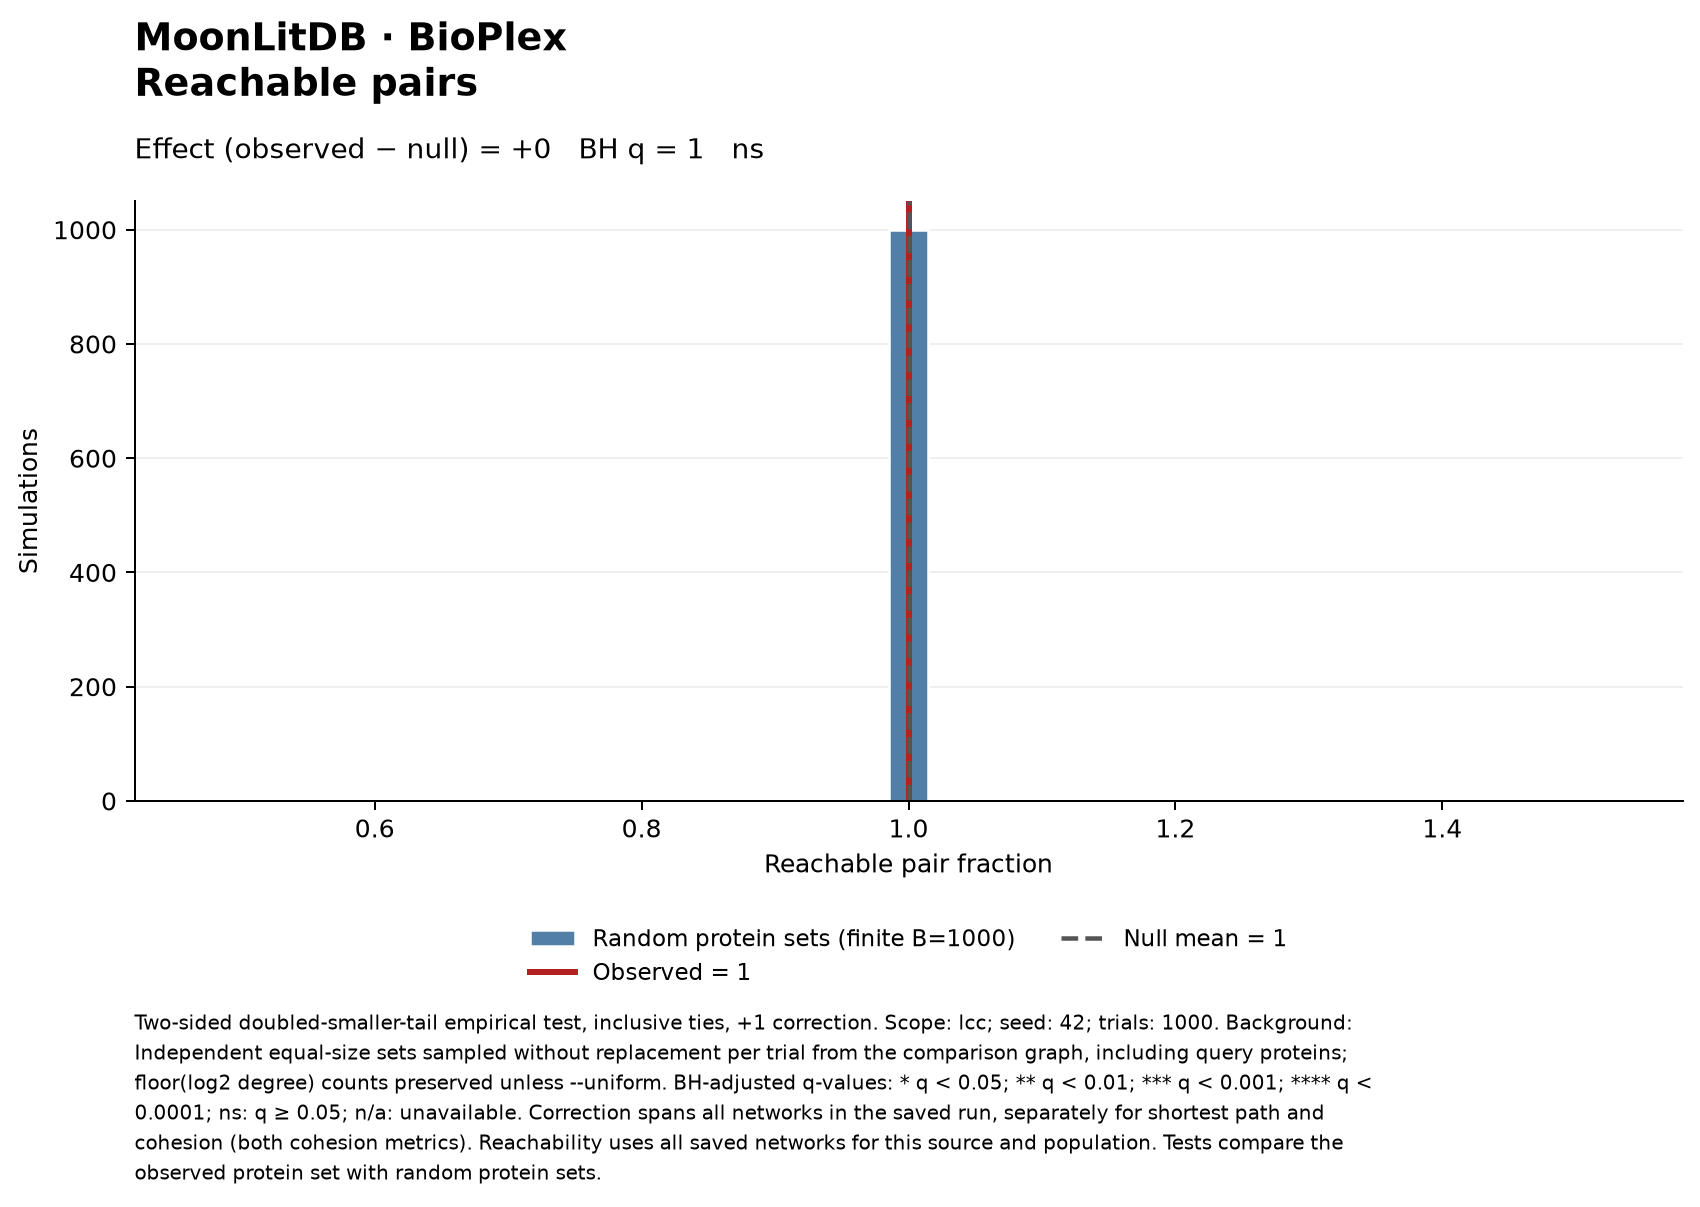 MoonLitDB · BioPlex
Reachable pairs
Effect (observed − null) = +0   BH q = 1   ns
1000
800
600
400
200
0
Simulations
0.6
0.8
1.0
1.2
1.4
Reachable pair fraction
Random protein sets (finite B=1000)
Null mean = 1
Observed = 1
Two-sided doubled-smaller-tail empirical test, inclusive ties, +1 correction. Scope: lcc; seed: 42; trials: 1000. Background:
Independent equal-size sets sampled without replacement per trial from the comparison graph, including query proteins;
floor(log2 degree) counts preserved unless --uniform. BH-adjusted q-values: * q < 0.05; ** q < 0.01; *** q < 0.001; **** q <
0.0001; ns: q ≥ 0.05; n/a: unavailable. Correction spans all networks in the saved run, separately for shortest path and
cohesion (both cohesion metrics). Reachability uses all saved networks for this source and population. Tests compare the
observed protein set with random protein sets.